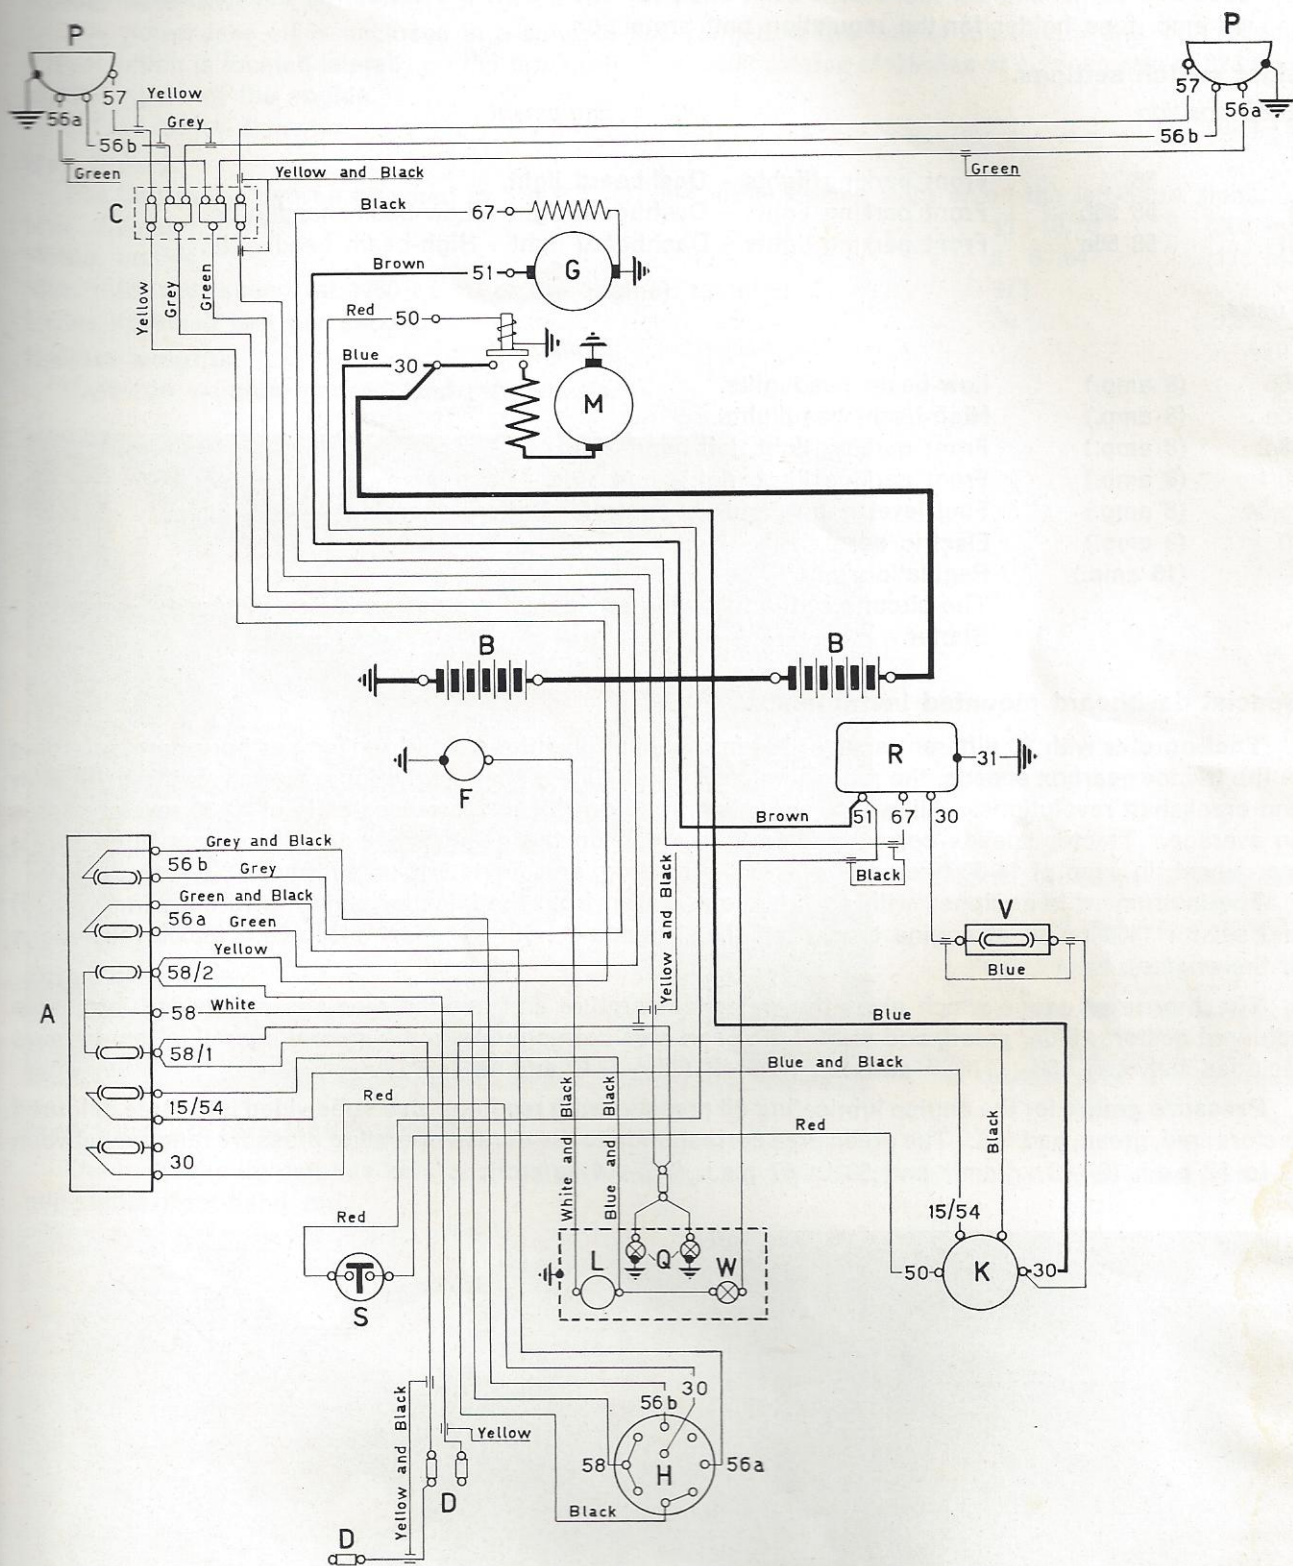 P
P
57
Yellow
57
56a
Grey
56a
56b
56b
Green
Green
Yellow and Black
C
Black
67
Brown
51
G
Yellow
Grey
Green
Red
50
Blue
30
M
B
B
R
31
F
51
67
30
Brown
Black
Grey and Black
56b
Grey
Green and Black
56a
Green
Yellow
58/2
A
58
White
58/1
15/54
30
Yellow and Black
V
Blue
Blue
Blue and Black
Red
Red
Black
White and Black
Blue and Black
15/54
Red
S
L
Q
W
50
K
30
30
56b
Yellow and Black
Yellow
58
H
56a
D
Black
D